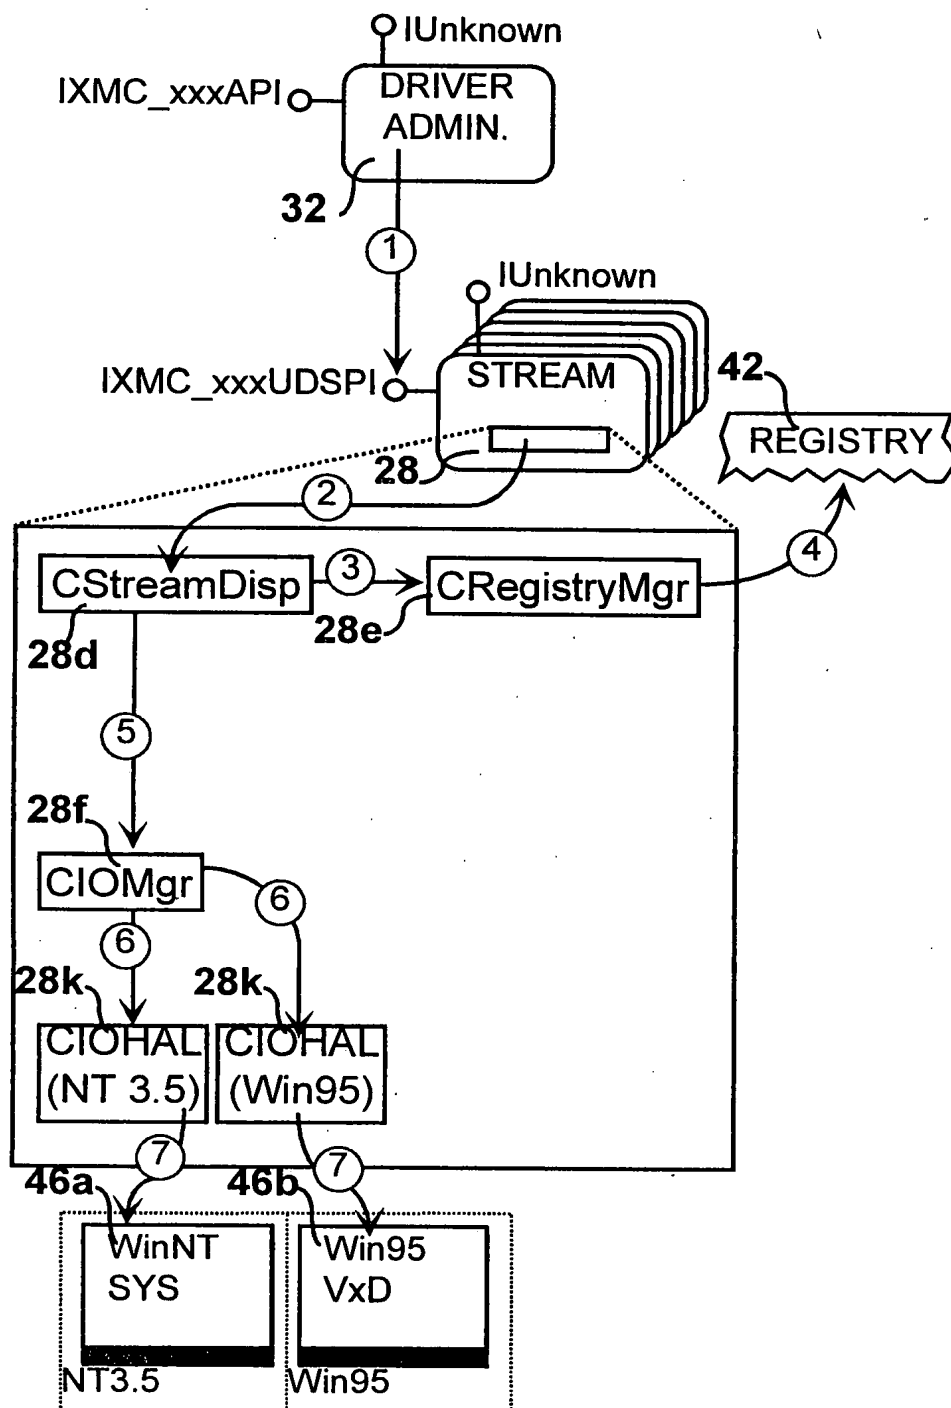 IUnknown
IXMC_xxxAPI
DRIVER
ADMIN.
32
1
IUnknown
IXMC_xxxUDSPI
STREAM
42
REGISTRY
28
2
CStreamDisp
3
CRegistryMgr
4
28d
28e
5
28f
CIOMgr
6
6
28k
28k
CIOHAL
(NT 3.5)
CIOHAL
(Win95)
7
7
46a
46b
WinNT
SYS
Win95
VxD
NT3.5
Win95